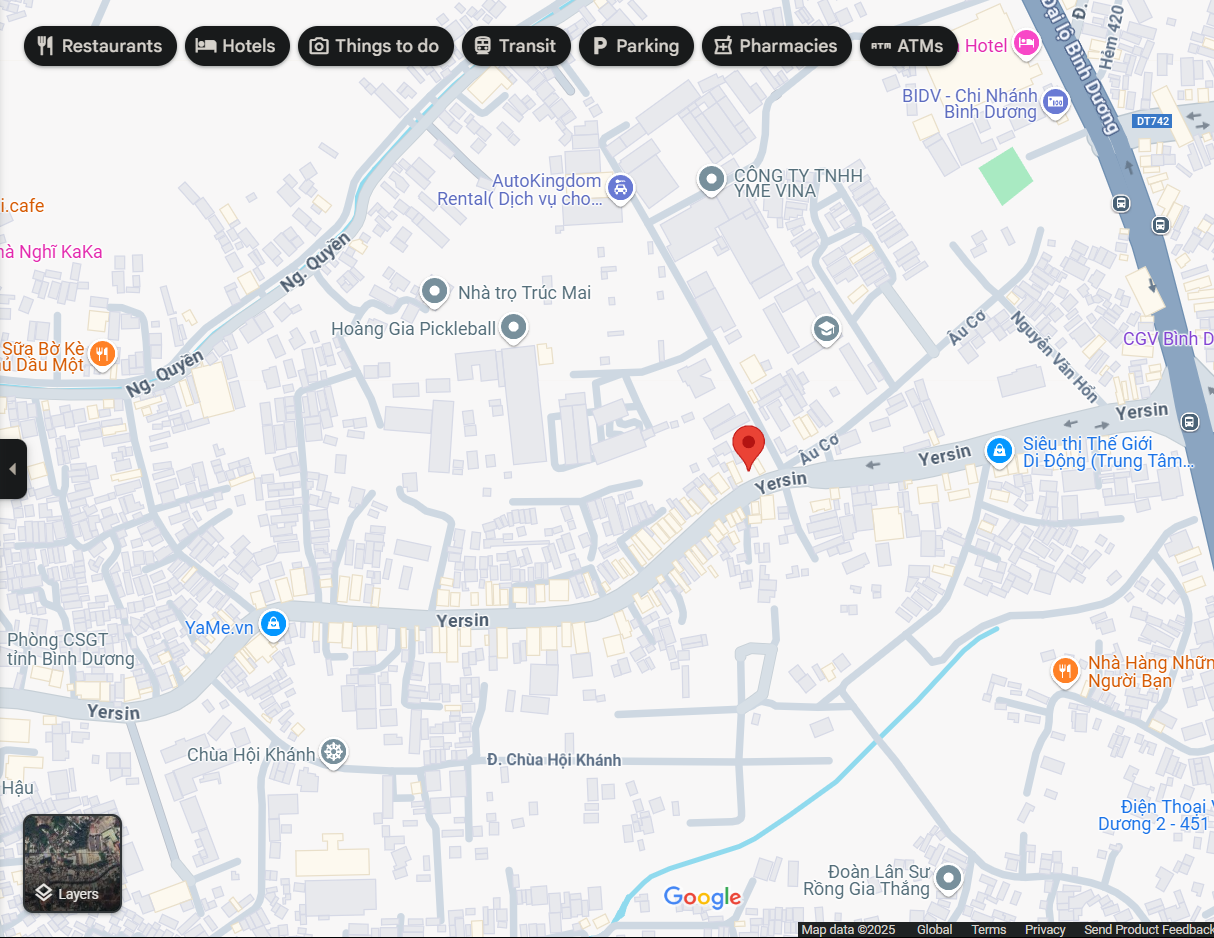 Restaurants
Hotels
Things to do
Transit
Parking
Pharmacies
ATM ATMs
Hotel
Đại lộ Bình Dương
Đ.
Hẻm 420
BIDV - Chi Nhánh
Bình Dương
DT742
CÔNG TY TNHH
YME VINA
AutoKingdom
Rental( Dịch vụ cho...
i.cafe
hà Nghĩ KaKa
Ng. Quyền
Nhà trọ Trúc Mai
Hoàng Gia Pickleball
Sữa Bờ Kè
ủ Dầu Một
Ng. Quyền
Âu Cơ
Nguyễn Văn Hổn
CGV Bình D
Yersin
Âu Cơ
Yersin
Siêu thị Thế Giới
Di Động (Trung Tâm...
Yersin
YaMe.vn
Yersin
Phòng CSGT
tỉnh Bình Dương
Nhà Hàng Nhữn
Người Bạn
Yersin
Chùa Hội Khánh
Đ. Chùa Hội Khánh
Hậu
Điện Thoại V
Dương 2 - 451
Layers
Đoàn Lân Sư
Rồng Gia Thắng
Google
Map data ©2025 Global Terms Privacy Send Product Feedback